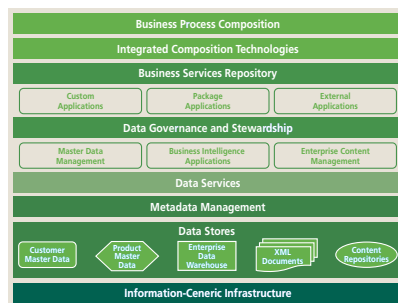 Business Process Composition
Integrated Composition Technologies
Business Services Repository
Custom
Applications
Package
Applications
External
Applications
Data Governance and Stewardship
Master Data
Management
Business Intelligence
Applications
Enterprise Content
Management
Data Services
Metadata Management
Data Stores
Customer
Master Data
Product
Master
Data
Enterprise
Data
Warehouse
XML
Documents
Content
Repositories
Information-Ceneric Infrastructure